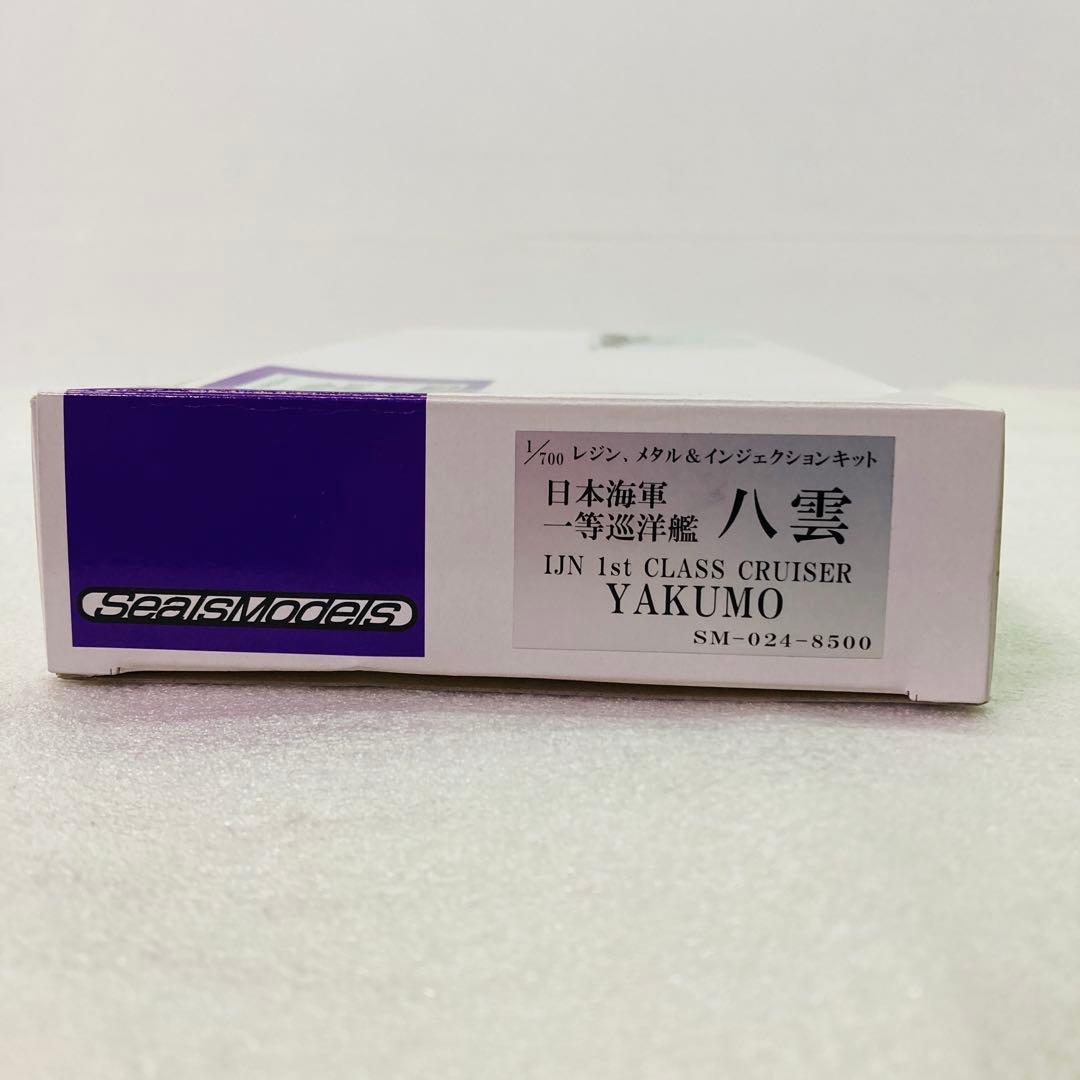 SealsModels
1/700 レジン、メタル＆インジェクションキット
日本海軍
一等巡洋艦 八雲
IJN 1st CLASS CRUISER
YAKUMO
SM-024-8500